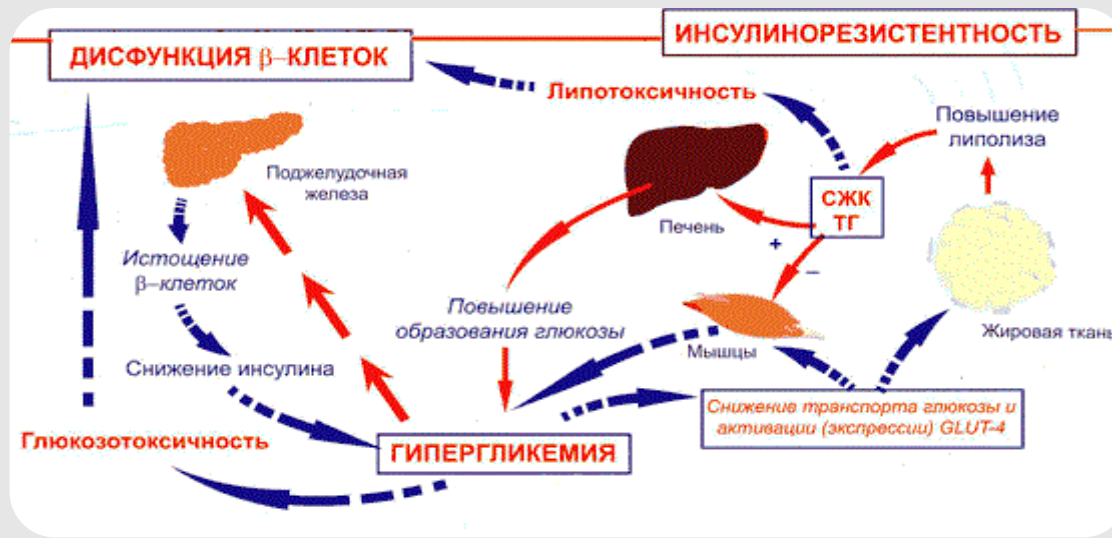 ДИСФУНКЦИЯ β–КЛЕТОК
ИНСУЛИНОРЕЗИСТЕНТНОСТЬ
Липотоксичность
Повышение
липолиза
Поджелудочная
железа
СЖК
ТГ
Печень
+
–
Истощение
β–клеток
Повышение
образования глюкозы
Жировая ткань
Мышцы
Снижение инсулина
Снижение транспорта глюкозы и
активации (экспрессии) GLUT-4
Глюкозотоксичность
ГИПЕРГЛИКЕМИЯ